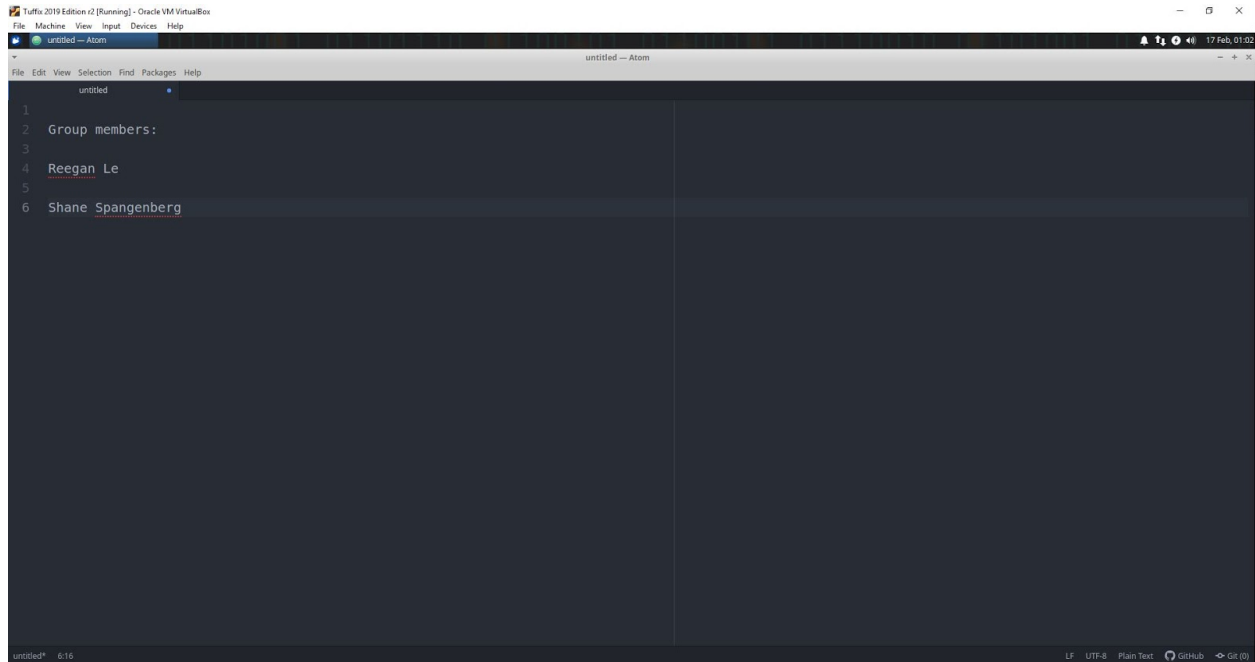 Tuffix 2019 Edition r2 [Running] - Oracle VM VirtualBox
File Machine View Input Devices Help
untitled — Atom
17 Feb, 01:02
untitled — Atom
File Edit View Selection Find Packages Help
untitled
1
2 Group members:
3
4 Reegan Le
5
6 Shane Spangenberg
untitled* 6:16 LF UTF-8 Plain Text GitHub Git (0)